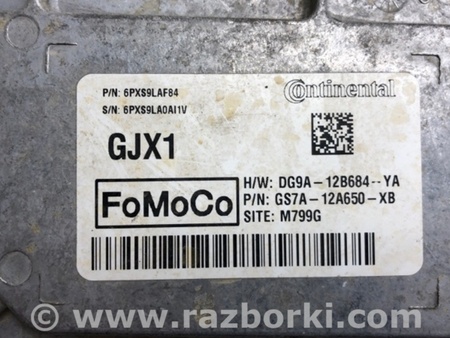 P/N: 6PXS9LAF84
Continental
S/N: 6PXS9LA0AI1V
GJX1
FoMoCo
H/W: DG9A-12B684--YA
P/N: GS7A-12A650-XB
SITE: M799G
www.razborki.com